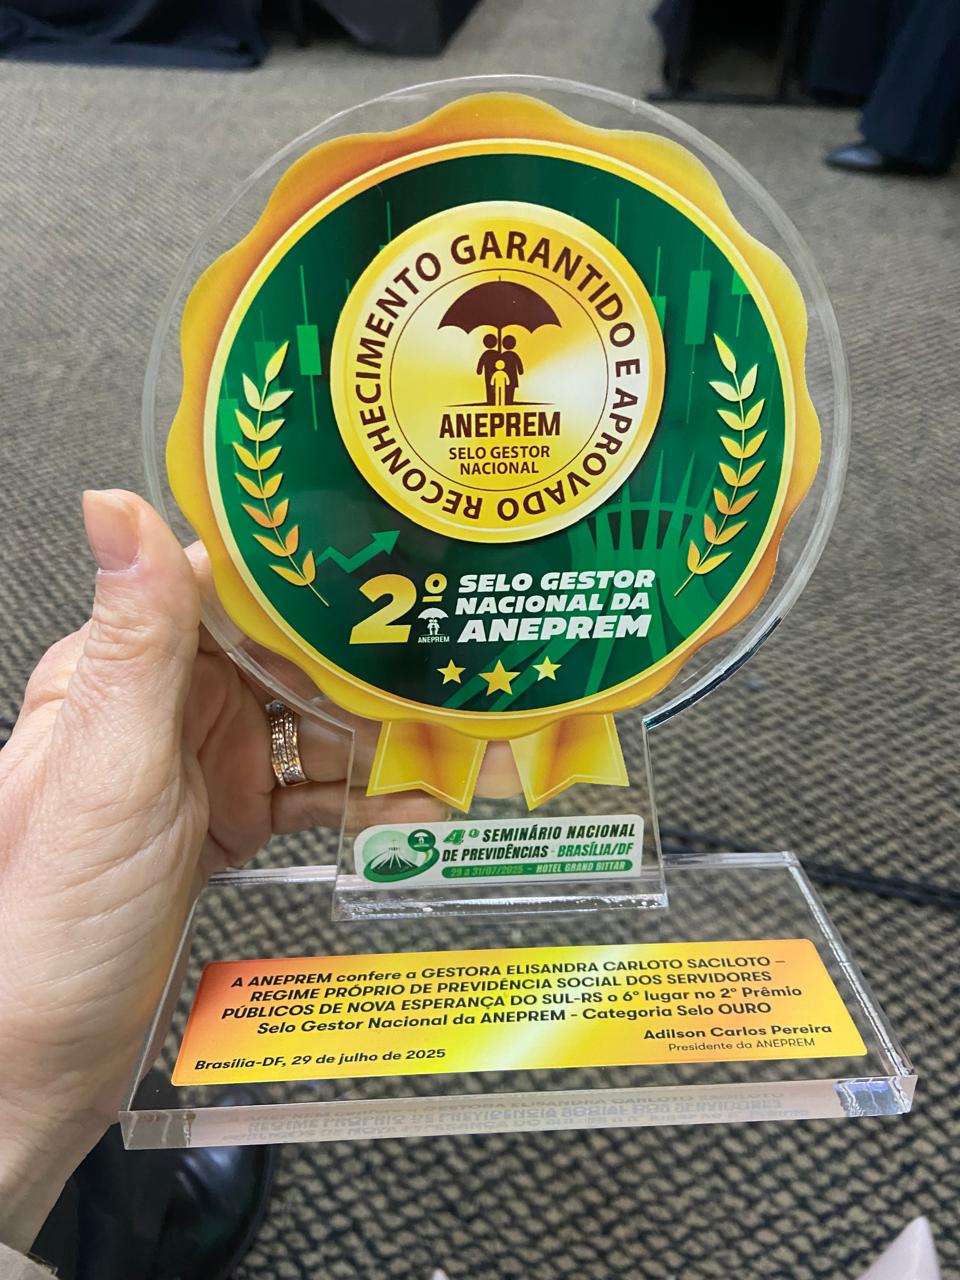 RECONHECIMENTO GARANTIDO E APROVADO
ANEPREM
SELO GESTOR
NACIONAL
2º
ANEPREM
SELO GESTOR
NACIONAL DA
ANEPREM
4º SEMINÁRIO NACIONAL
DE PREVIDÊNCIAS - BRASÍLIA/DF
29 a 31/07/2025 - HOTEL GRAND BITTAR
A ANEPREM confere a GESTORA ELISANDRA CARLOTO SACILOTO –
REGIME PRÓPRIO DE PREVIDÊNCIA SOCIAL DOS SERVIDORES
PÚBLICOS DE NOVA ESPERANÇA DO SUL-RS o 6º lugar no 2º Prêmio
Selo Gestor Nacional da ANEPREM - Categoria Selo OURO
Adilson Carlos Pereira
Presidente da ANEPREM
Brasília-DF, 29 de julho de 2025